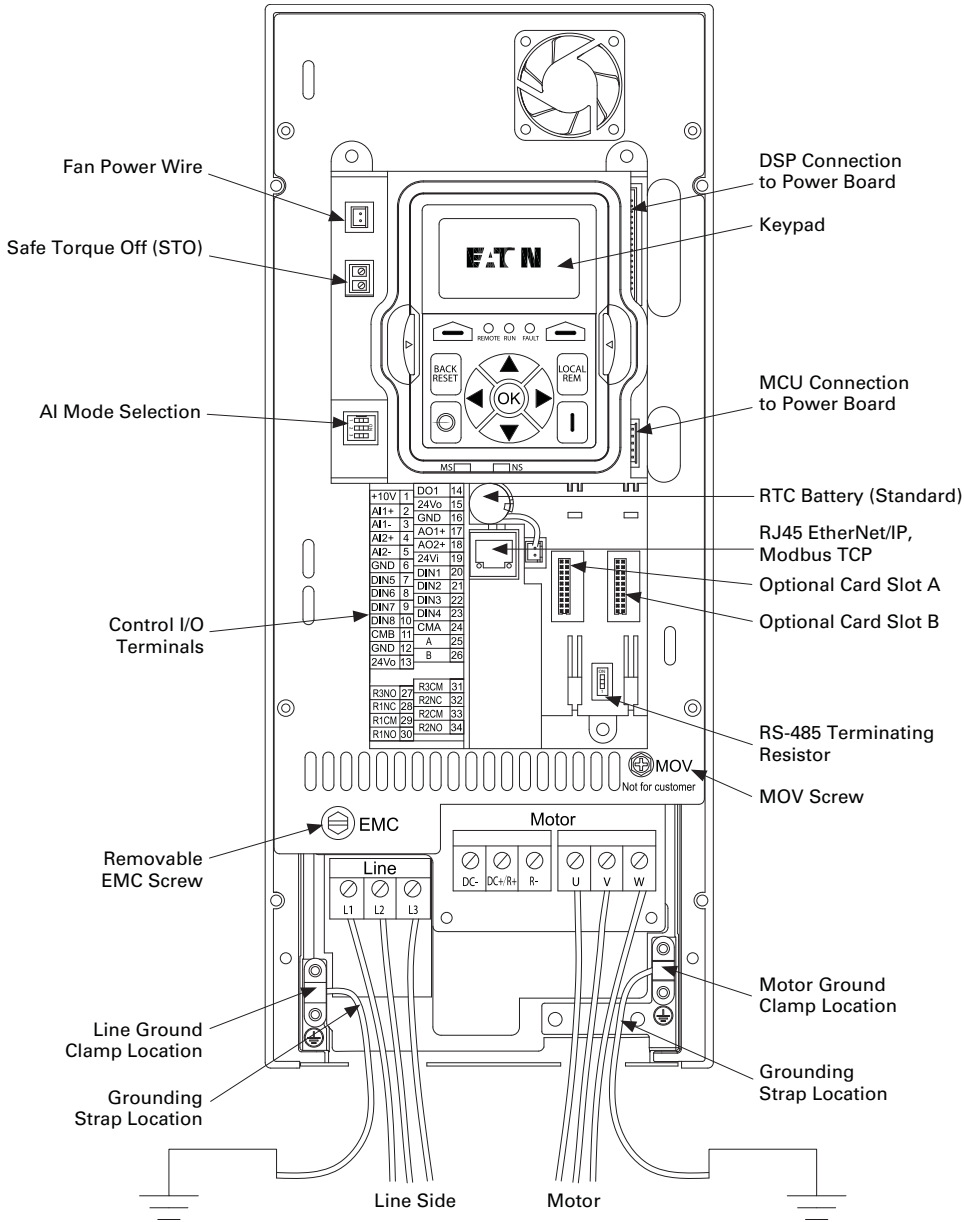 Fan Power Wire
Safe Torque Off (STO)
AI Mode Selection
Control I/O
Terminals
Removable
EMC Screw
Line Ground
Clamp Location
Grounding
Strap Location
DSP Connection
to Power Board
Keypad
MCU Connection
to Power Board
RTC Battery (Standard)
RJ45 EtherNet/IP,
Modbus TCP
Optional Card Slot A
Optional Card Slot B
RS-485 Terminating
Resistor
MOV Screw
Motor Ground
Clamp Location
Grounding
Strap Location
EATON
REMOTE RUN FAULT
BACK
RESET
LOCAL
REM
OK
MS NS
+10V 1
AI1+ 2
AI1- 3
AI2+ 4
AI2- 5
GND 6
DIN5 7
DIN6 8
DIN7 9
DIN8 10
CMB 11
GND 12
24Vo 13
DO1 14
24Vo 15
GND 16
AO1+ 17
AO2+ 18
24Vi 19
DIN1 20
DIN2 21
DIN3 22
DIN4 23
CMA 24
A 25
B 26
R3NO 27
R1NC 28
R1CM 29
R1NO 30
R3CM 31
R2NC 32
R2CM 33
R2NO 34
MOV
Not for customer
EMC
Motor
Line
DC- DC+/R+ R- U V W
L1 L2 L3
Line Side
Motor